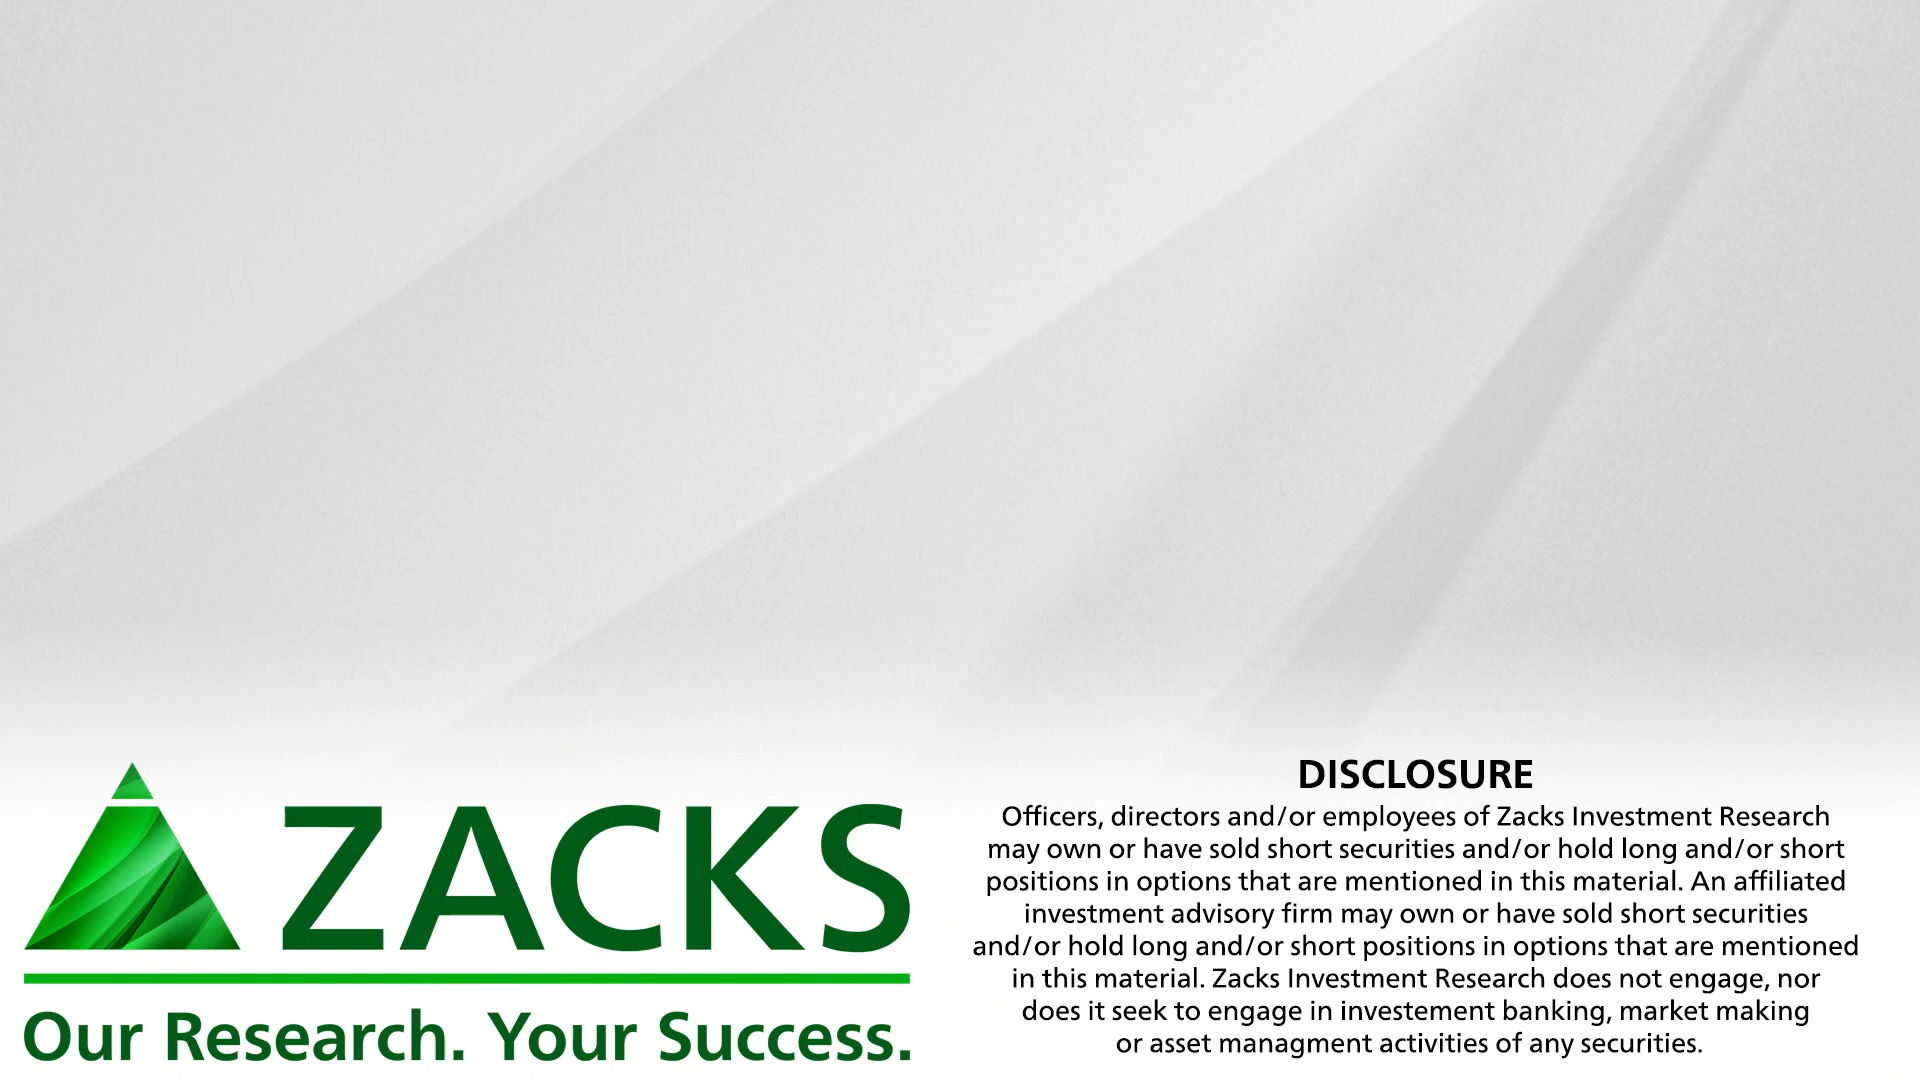 ZACKS
Our Research. Your Success.
DISCLOSURE
Officers, directors and/or employees of Zacks Investment Research
may own or have sold short securities and/or hold long and/or short
positions in options that are mentioned in this material. An affiliated
investment advisory firm may own or have sold short securities
and/or hold long and/or short positions in options that are mentioned
in this material. Zacks Investment Research does not engage, nor
does it seek to engage in investement banking, market making
or asset managment activities of any securities.